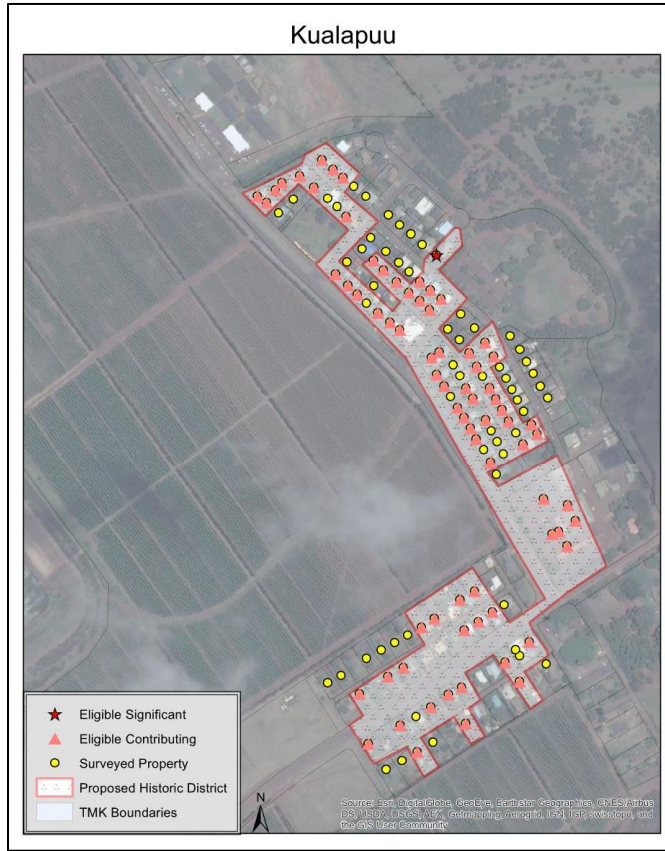 Kualapuu
Eligible Significant
Eligible Contributing
Surveyed Property
Proposed Historic District
TMK Boundaries
N
Source: Esri, DigitalGlobe, GeoEye, Earthstar Geographics, CNES/Airbus
DS, USDA, USGS, AEX, Getmapping, Aerogrid, IGN, IGP, swisstopo, and
the GIS User Community